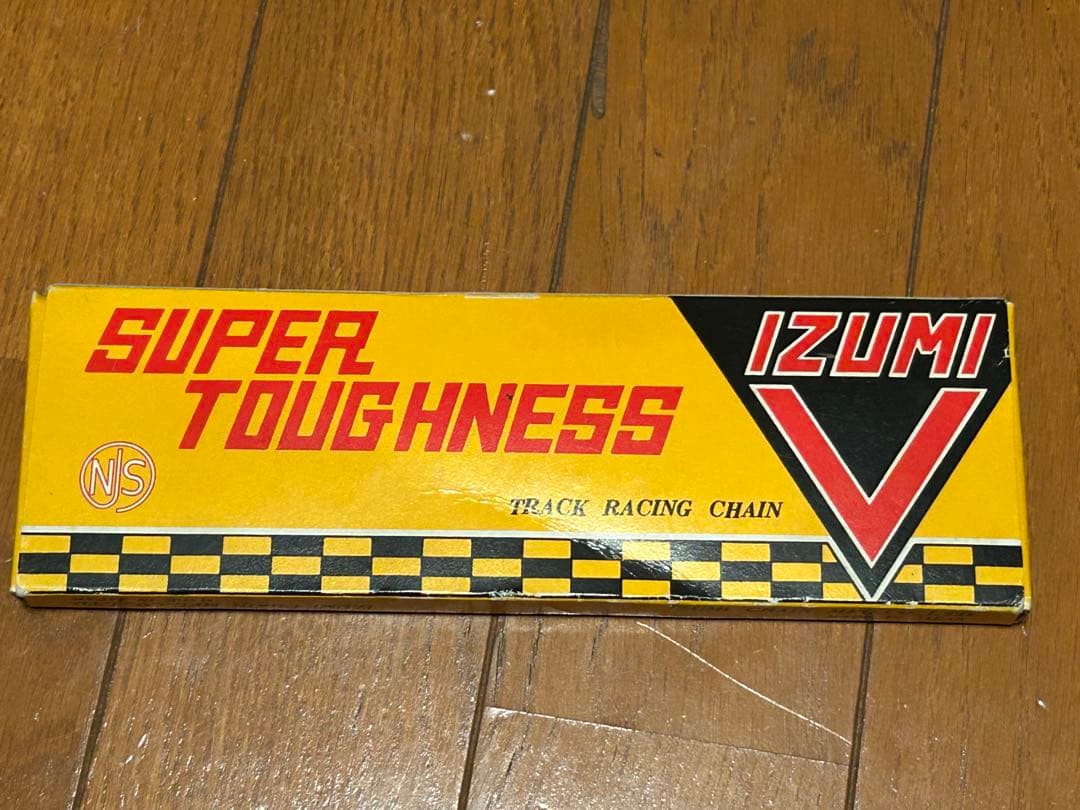 SUPER
TOUGHNESS
IZUMI
V
NJS
TRACK RACING CHAIN